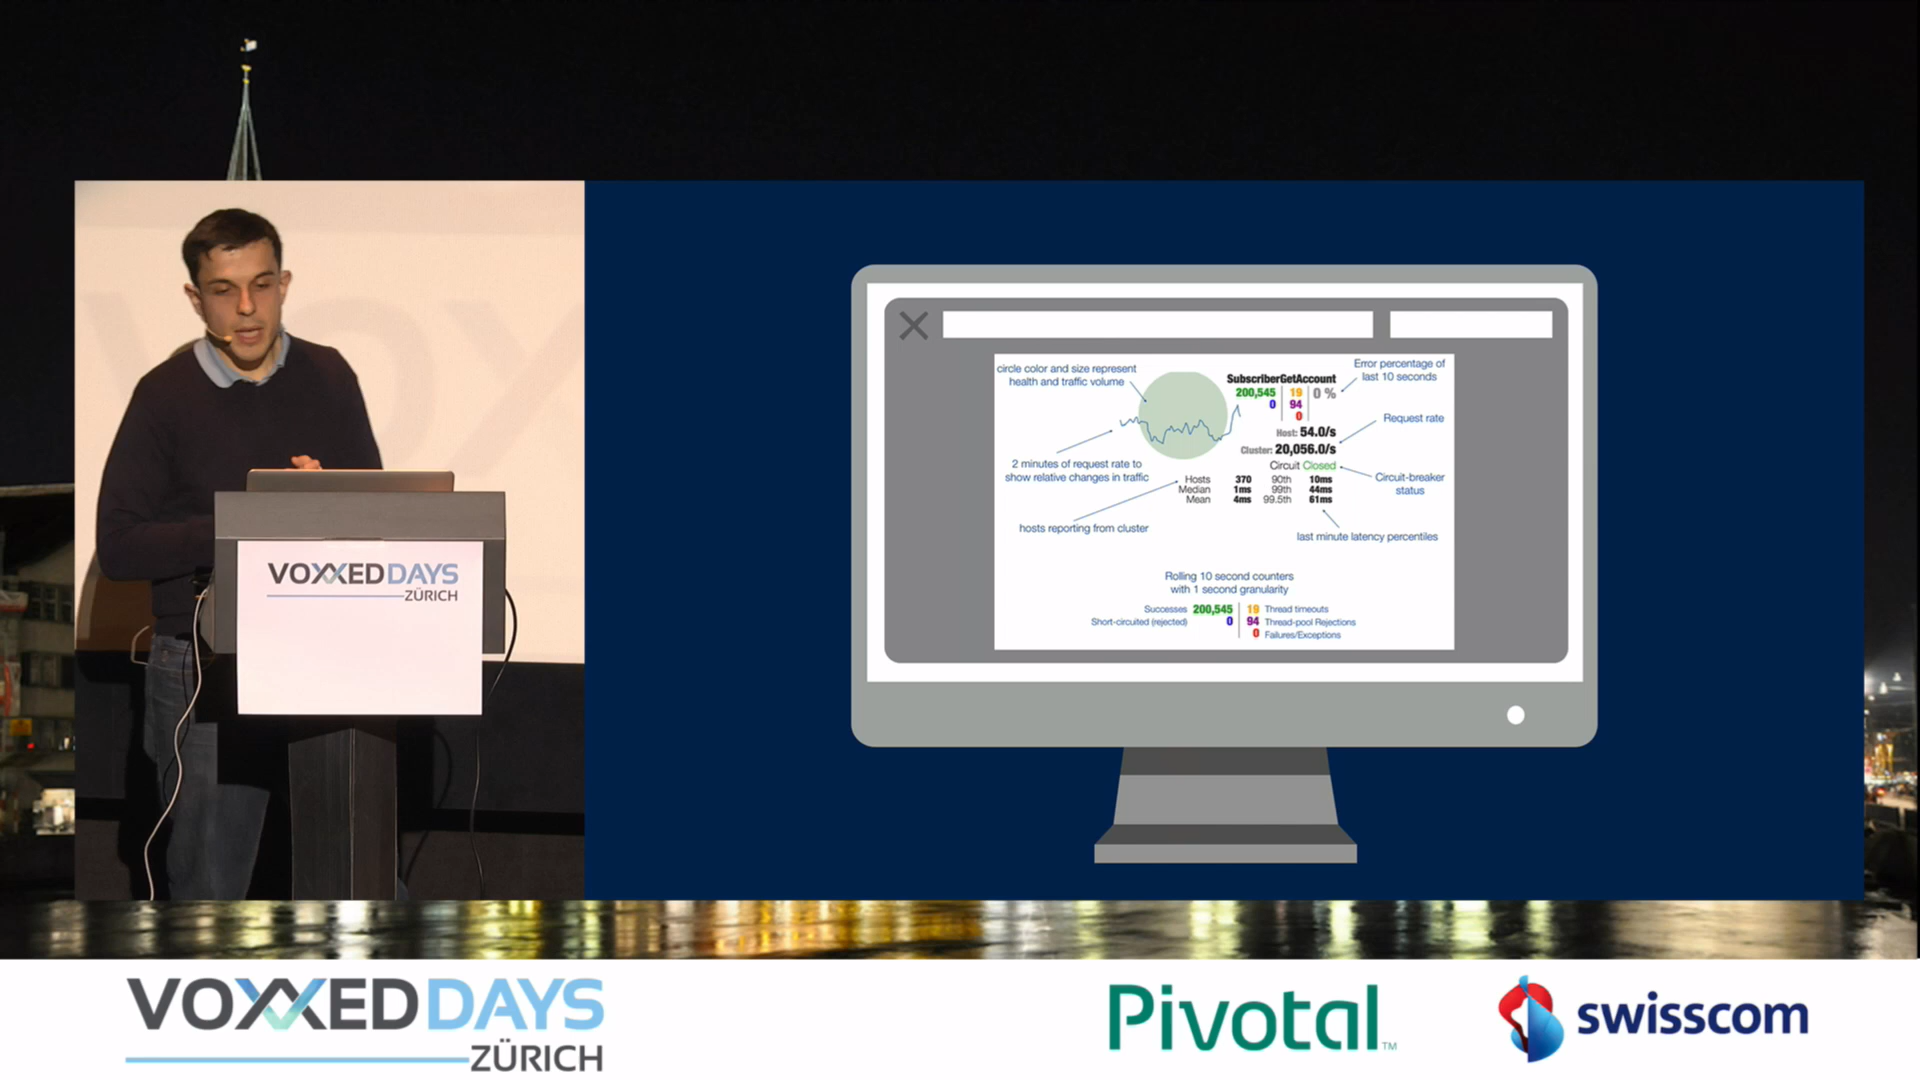 VOXXED DAYS
ZÜRICH
circle color and size represent
health and traffic volume
SubscriberGetAccount
200,545 19 0 %
0 94
0
Error percentage of
last 10 seconds
Host: 54.0/s
Cluster: 20,056.0/s
Request rate
Circuit Closed
Circuit-breaker
status
2 minutes of request rate to
show relative changes in traffic
Hosts 370 90th 10ms
Median 1ms 99th 44ms
Mean 4ms 99.5th 61ms
hosts reporting from cluster
last minute latency percentiles
Rolling 10 second counters
with 1 second granularity
Successes 200,545 19 Thread timeouts
Short-circuited (rejected) 0 94 Thread-pool Rejections
0 Failures/Exceptions
VOXXED DAYS
ZÜRICH
Pivotal™
swisscom